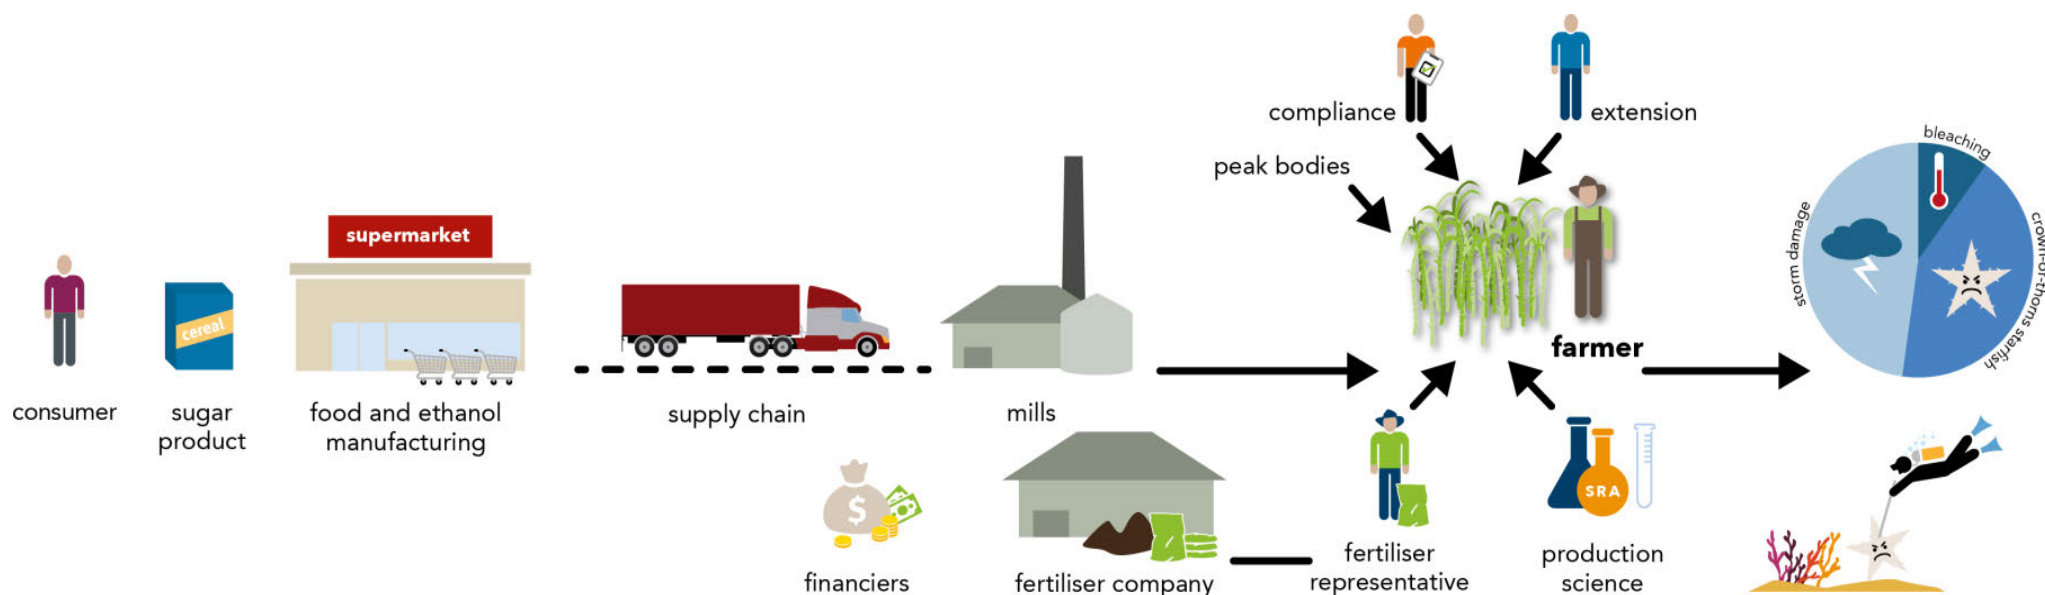 consumer
cereal
sugar
product
supermarket
food and ethanol
manufacturing
supply chain
mills
$
financiers
fertiliser company
compliance
extension
peak bodies
farmer
fertiliser
representative
SRA
production
science
bleaching
storm damage
crown-of-thorns starfish